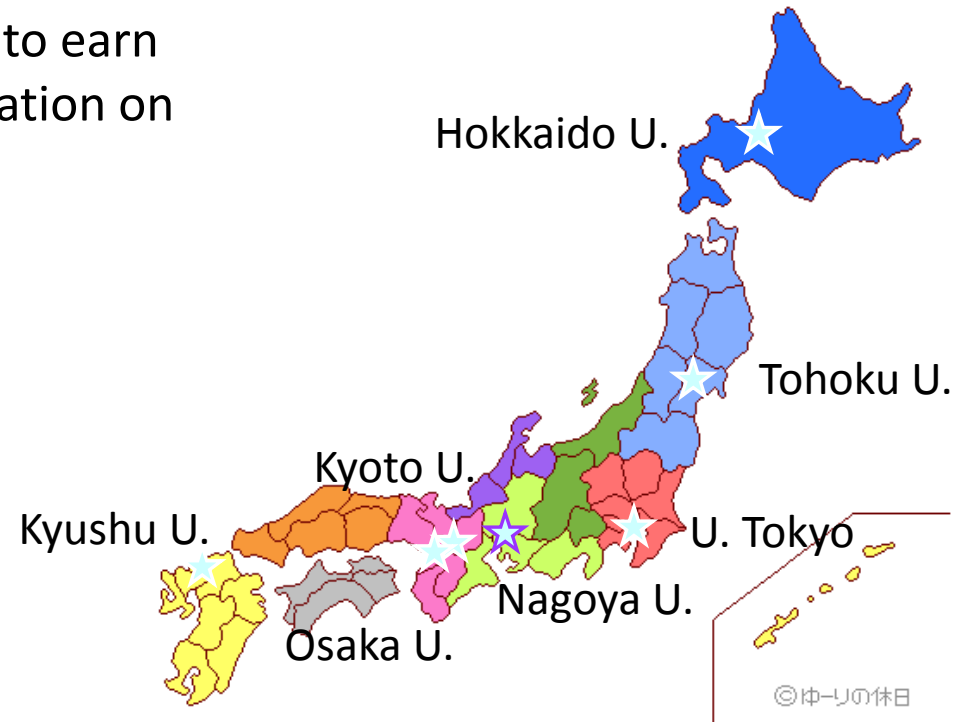 to earn
ation on
Hokkaido U.
Tohoku U.
Kyoto U.
Kyushu U.
U. Tokyo
Nagoya U.
Osaka U.
©ゆーりの休日